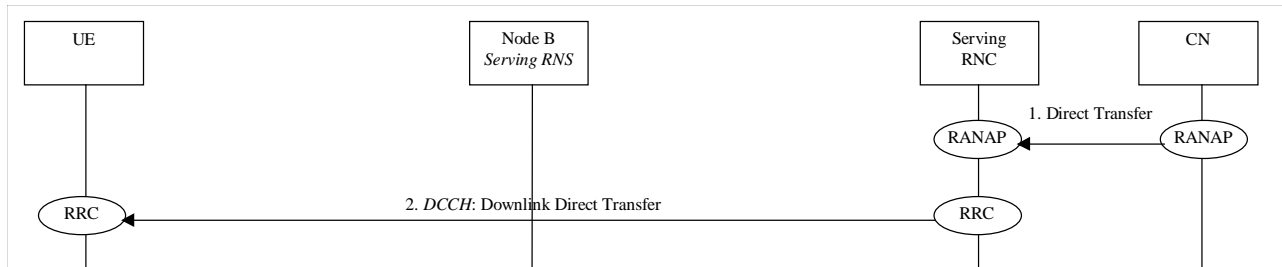 UE
Node B
Serving RNS
Serving
RNC
CN
1. Direct Transfer
RANAP
RANAP
2. DCCH: Downlink Direct Transfer
RRC
RRC